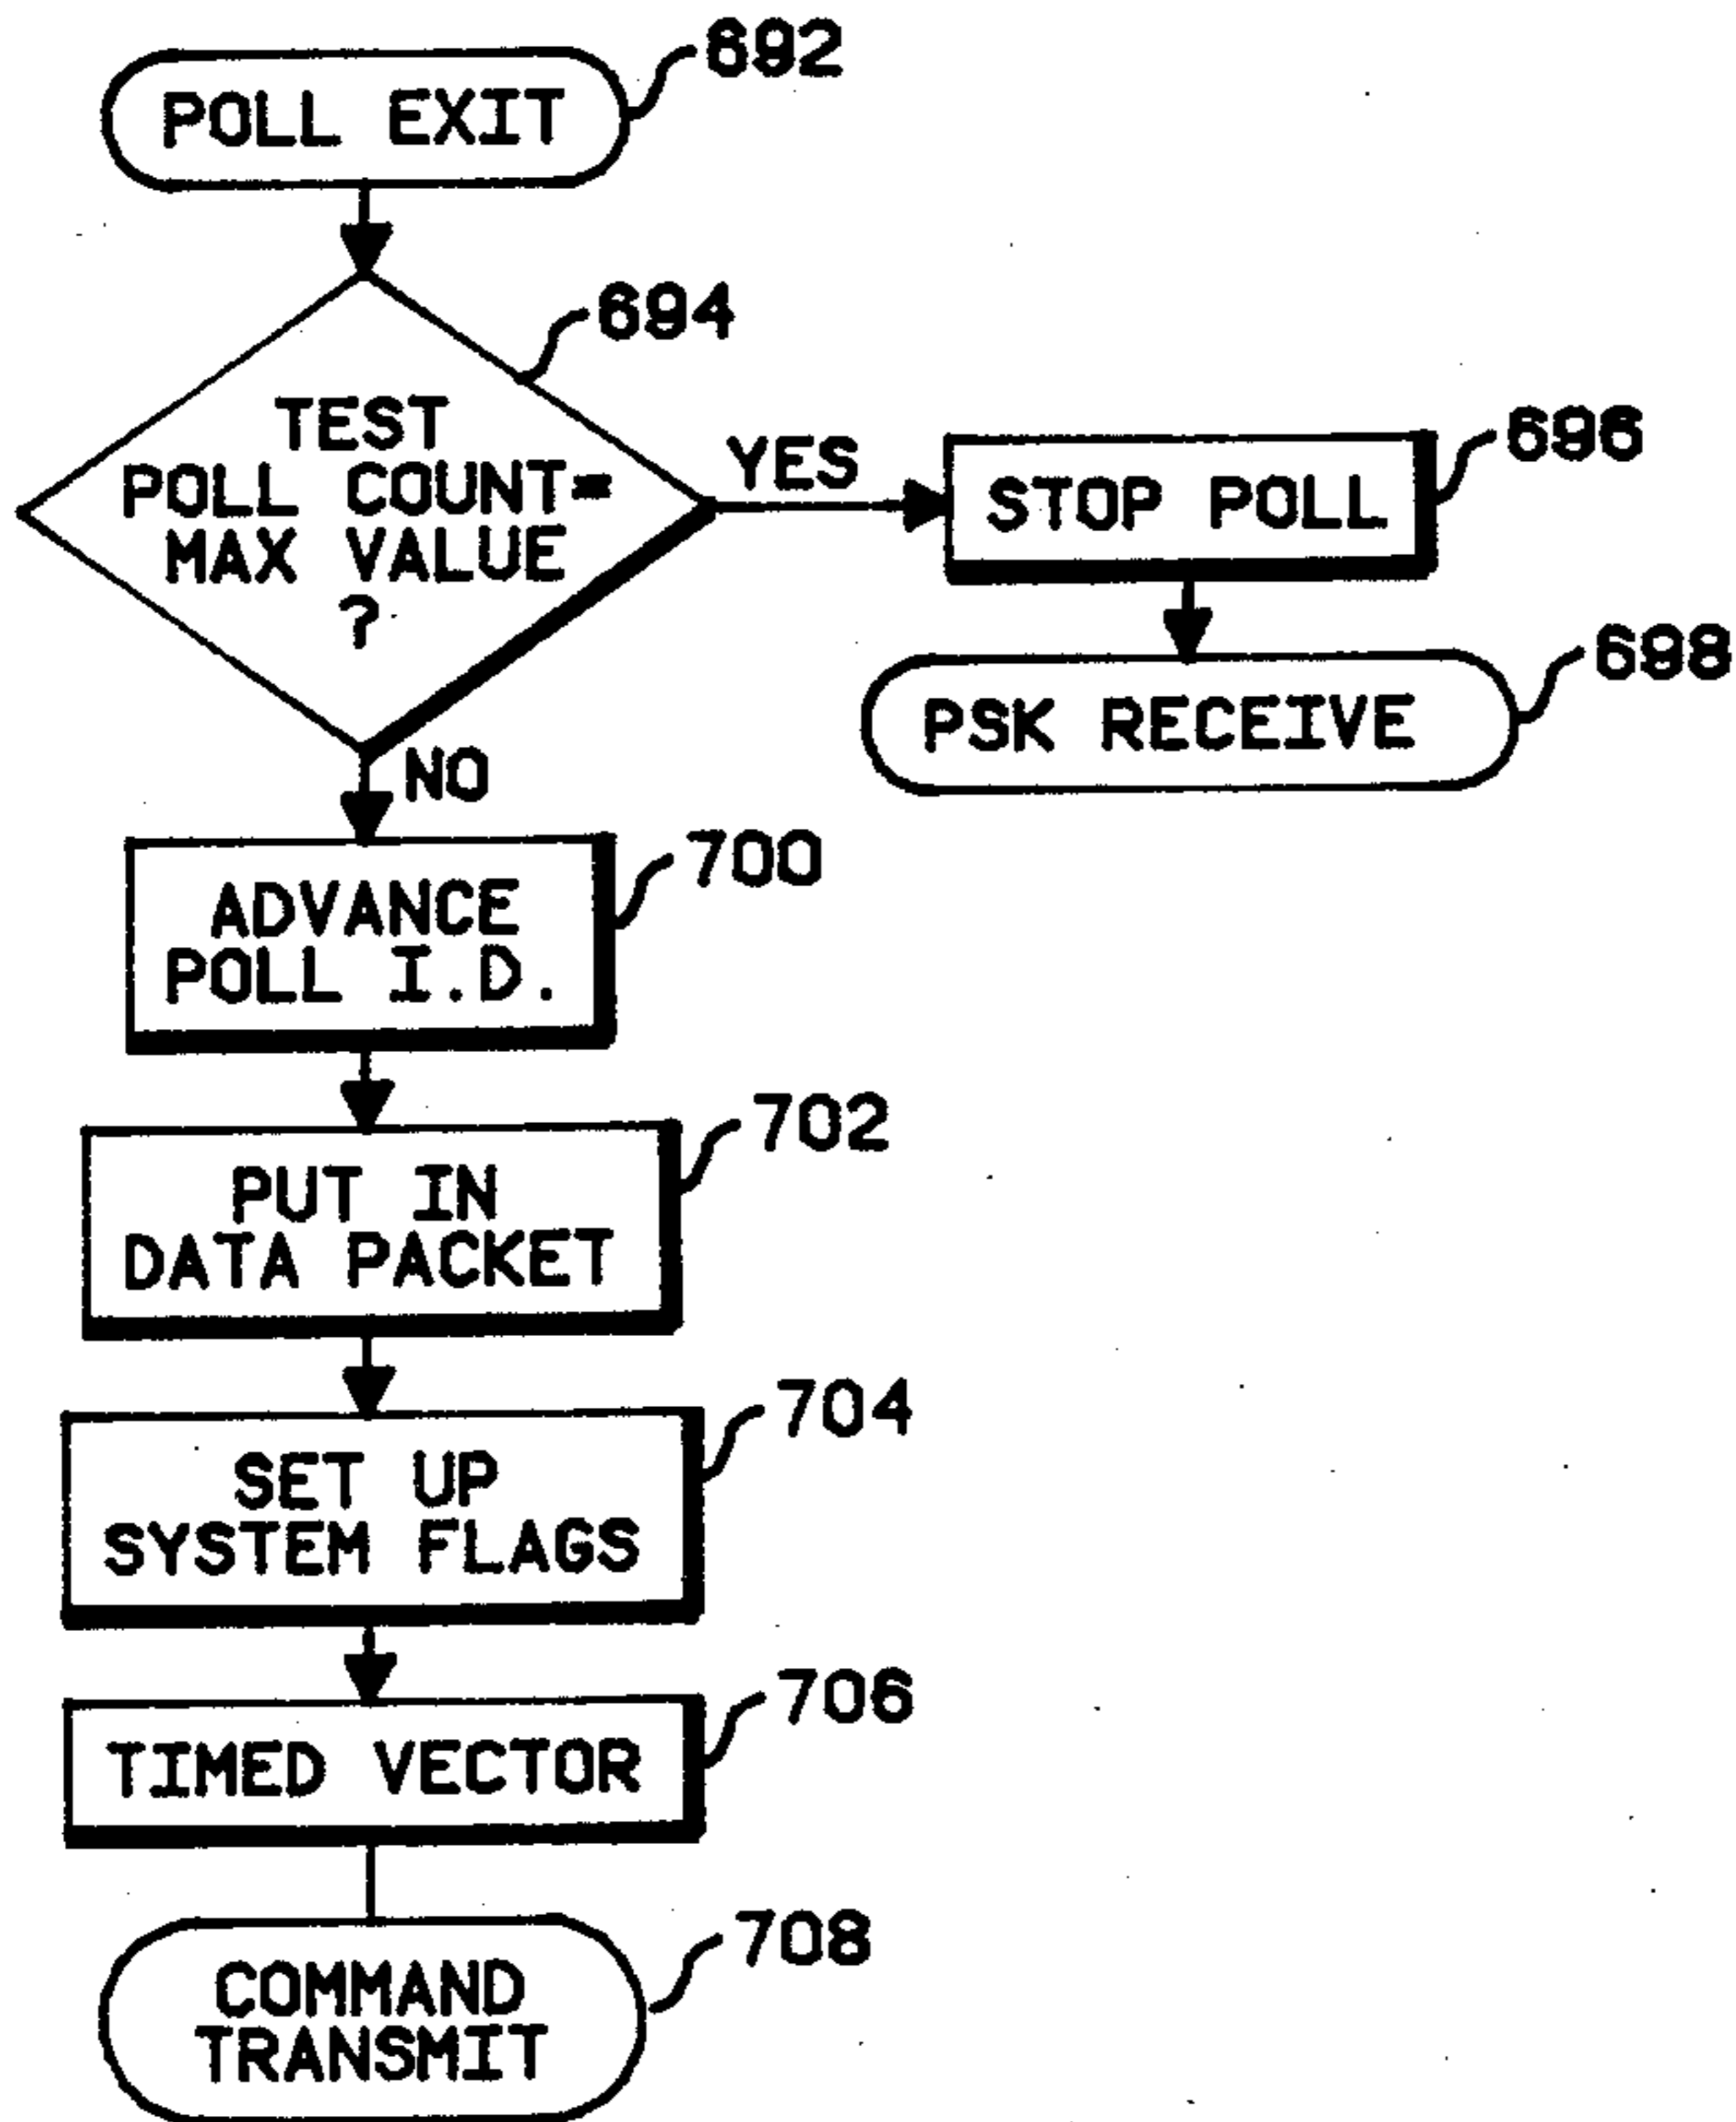 692
POLL EXIT
694
TEST
POLL COUNT=
MAX VALUE
?
YES
696
STOP POLL
698
PSK RECEIVE
NO
700
ADVANCE
POLL I.D.
702
PUT IN
DATA PACKET
704
SET UP
SYSTEM FLAGS
706
TIMED VECTOR
708
COMMAND
TRANSMIT